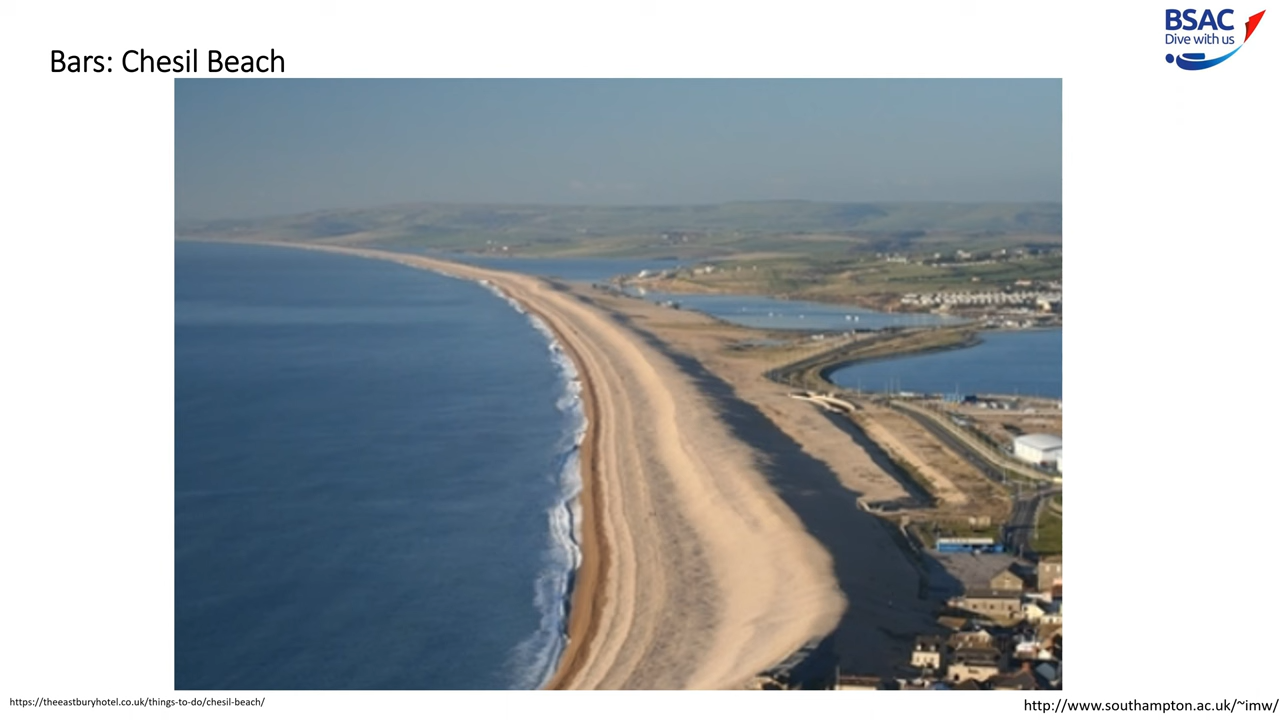 BSAC
Dive with us
Bars: Chesil Beach
https://theeastburyhotel.co.uk/things-to-do/chesil-beach/
http://www.southampton.ac.uk/~imw/